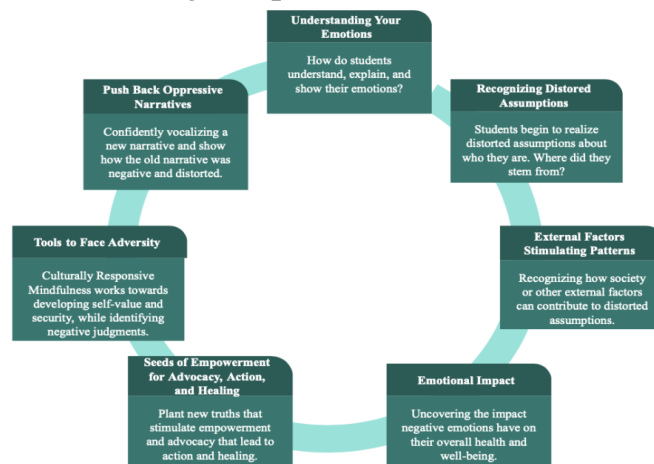 Understanding Your
Emotions
How do students
understand, explain, and
show their emotions?
Recognizing Distored
Assumptions
Students begin to realize
distorted assumptions about
who they are. Where did they
stem from?
External Factors
Stimulating Patterns
Recognizing how society
or other external factors
can contribute to distorted
assumptions.
Emotional Impact
Uncovering the impact
negative emotions have on
their overall health and
well-being.
Seeds of Empowerment
for Advocacy, Action,
and Healing
Plant new truths that
stimulate empowerment
and advocacy that lead to
action and healing.
Tools to Face Adversity
Culturally Responsive
Mindfulness works towards
developing self-value and
security, while identifying
negative judgments.
Push Back Oppressive
Narratives
Confidently vocalizing a
new narrative and show
how the old narrative was
negative and distorted.